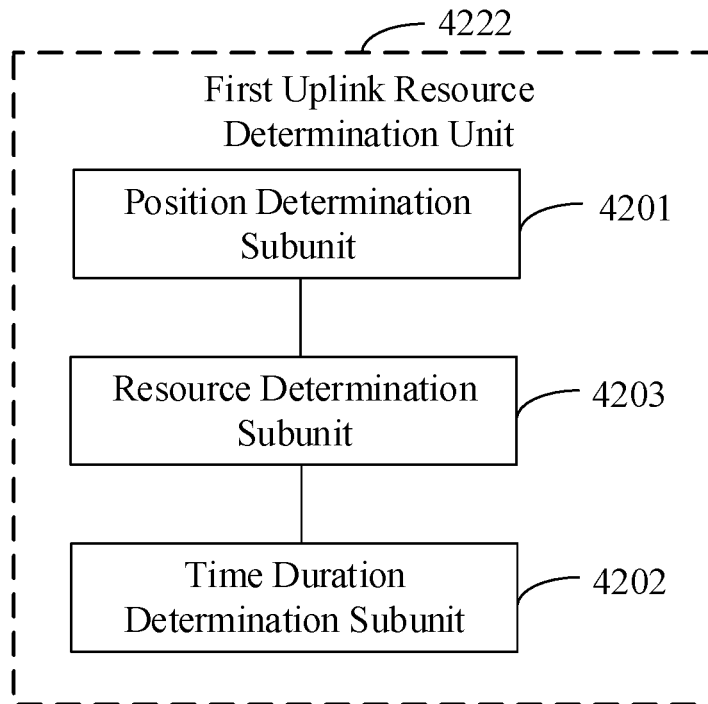 4222
First Uplink Resource
Determination Unit
Position Determination
Subunit
4201
Resource Determination
Subunit
4203
Time Duration
Determination Subunit
4202